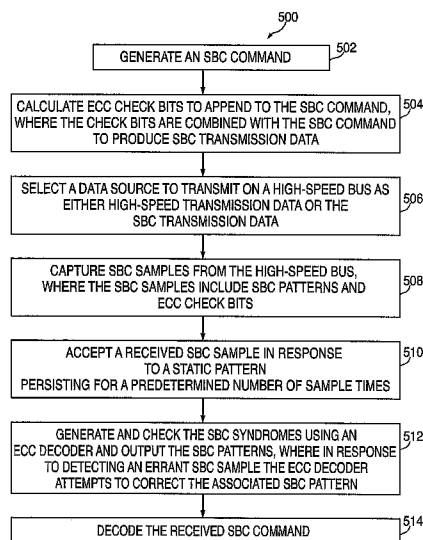 500
GENERATE AN SBC COMMAND
502
CALCULATE ECC CHECK BITS TO APPEND TO THE SBC COMMAND,
WHERE THE CHECK BITS ARE COMBINED WITH THE SBC COMMAND
TO PRODUCE SBC TRANSMISSION DATA
504
SELECT A DATA SOURCE TO TRANSMIT ON A HIGH-SPEED BUS AS
EITHER HIGH-SPEED TRANSMISSION DATA OR THE
SBC TRANSMISSION DATA
506
CAPTURE SBC SAMPLES FROM THE HIGH-SPEED BUS,
WHERE THE SBC SAMPLES INCLUDE SBC PATTERNS AND
ECC CHECK BITS
508
ACCEPT A RECEIVED SBC SAMPLE IN RESPONSE
TO A STATIC PATTERN
PERSISTING FOR A PREDETERMINED NUMBER OF SAMPLE TIMES
510
GENERATE AND CHECK THE SBC SYNDROMES USING AN
ECC DECODER AND OUTPUT THE SBC PATTERNS, WHERE IN RESPONSE
TO DETECTING AN ERRANT SBC SAMPLE THE ECC DECODER
ATTEMPTS TO CORRECT THE ASSOCIATED SBC PATTERN
512
DECODE THE RECEIVED SBC COMMAND
514